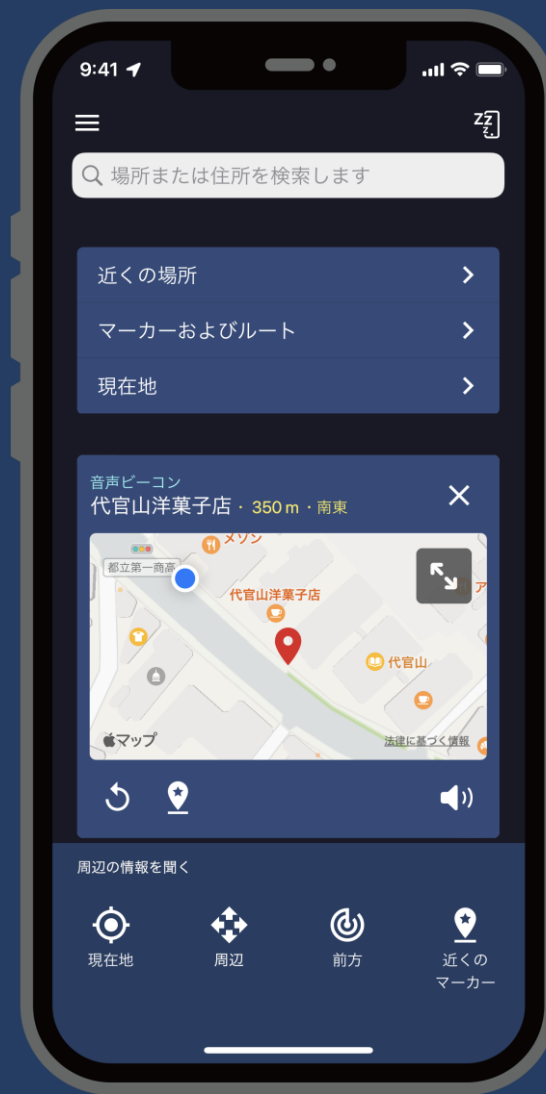 9:41
場所または住所を検索します
近くの場所
マーカーおよびルート
現在地
音声ビーコン
代官山洋菓子店 · 350 m · 南東
メゾン
都立第一商高
代官山洋菓子店
ア
代官山
マップ
法律に基づく情報
周辺の情報を聞く
現在地
周辺
前方
近くの
マーカー